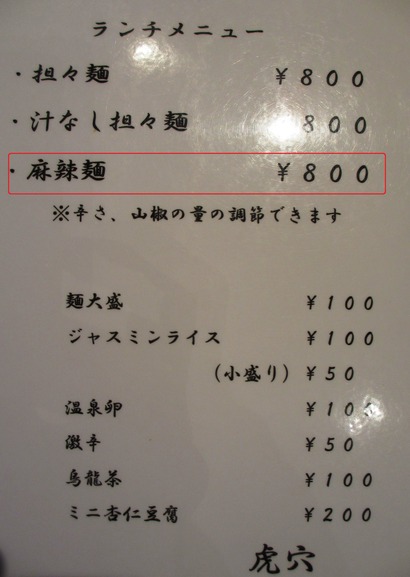 ランチメニュー
・担々麺 ¥800
・汁なし担々麺 800
・麻辣麺 ¥800
※辛さ、山椒の量の調節できます
麺大盛 ¥100
ジャスミンライス ¥100
(小盛り) ¥50
温泉卵 ¥100
激辛 ¥50
烏龍茶 ¥100
ミニ杏仁豆腐 ¥200
虎穴